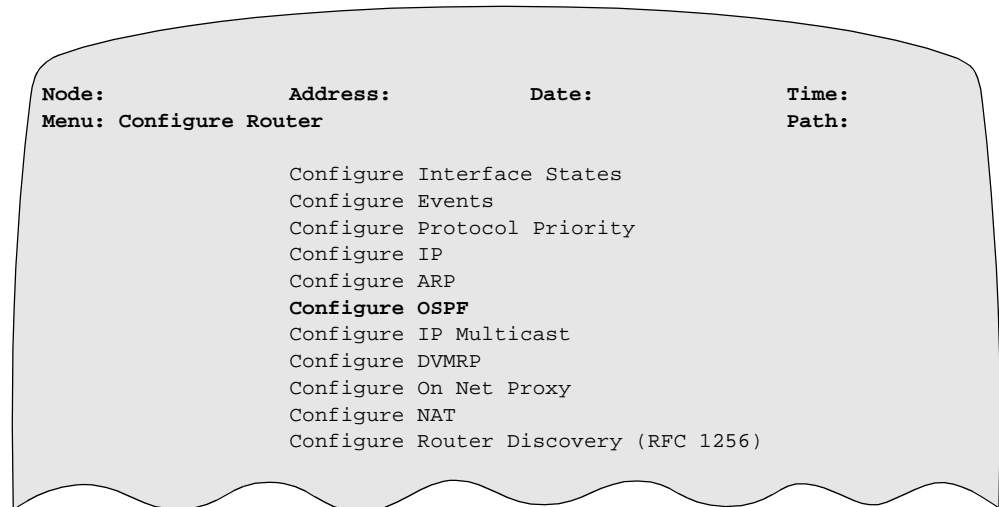 Node: Address: Date: Time:
Menu: Configure Router Path:
Configure Interface States
Configure Events
Configure Protocol Priority
Configure IP
Configure ARP
Configure OSPF
Configure IP Multicast
Configure DVMRP
Configure On Net Proxy
Configure NAT
Configure Router Discovery (RFC 1256)